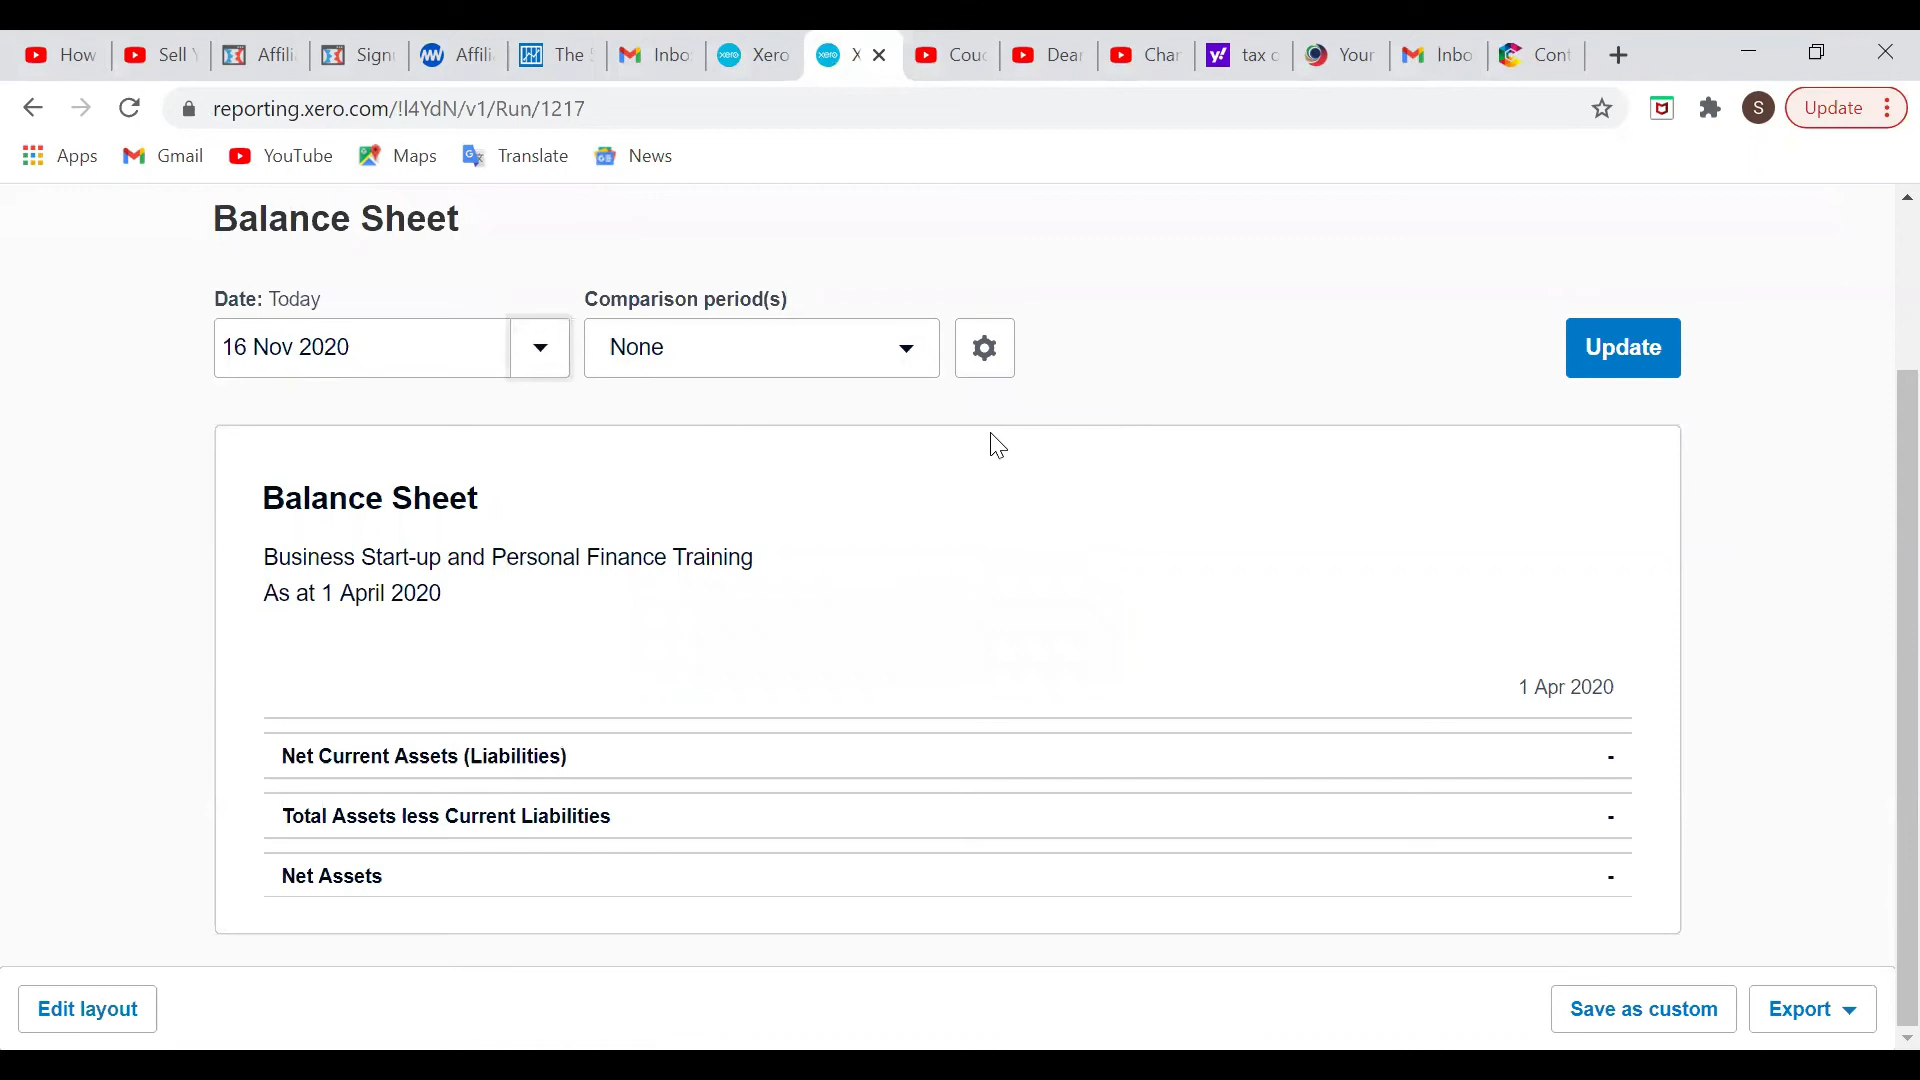 How
Sell
Affili
Sign
Affili
The
Inbo
xero Xero
xero
Couc
Dear
Char
y! tax c
Your
Inbo
Cont
reporting.xero.com/!l4YdN/v1/Run/1217
S
Update
Apps
Gmail
YouTube
Maps
Translate
News
Balance Sheet
Date: Today
Comparison period(s)
16 Nov 2020
None
Update
Balance Sheet
Business Start-up and Personal Finance Training
As at 1 April 2020
1 Apr 2020
Net Current Assets (Liabilities) -
Total Assets less Current Liabilities -
Net Assets -
Edit layout
Save as custom
Export